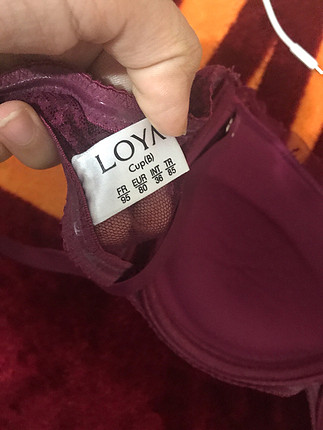 LOYA
Cup(B)
FR EUR INT TR
95 80 36 85